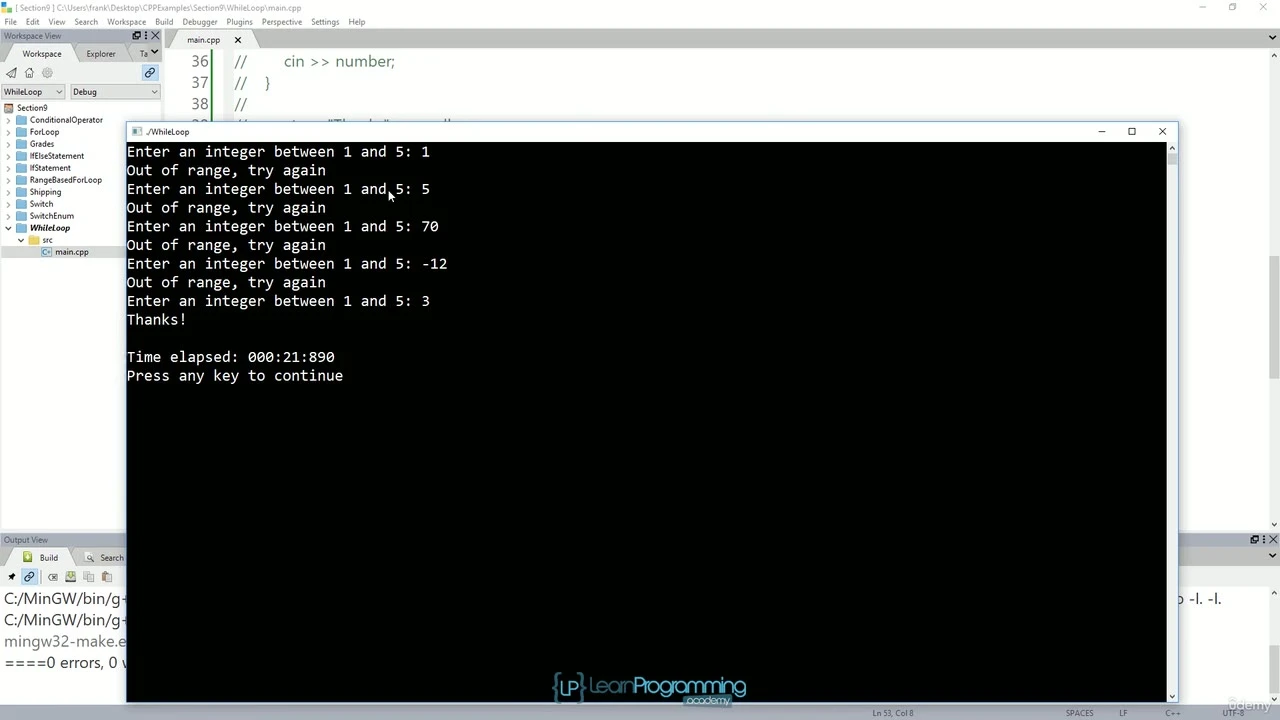 [ Section9 ] C:\Users\frank\Desktop\CPPExamples\Section9\WhileLoop\main.cpp
File Edit View Search Workspace Build Debugger Plugins Perspective Settings Help
Workspace View
main.cpp
Workspace Explorer Ta
WhileLoop Debug
Section9
ConditionalOperator
ForLoop
Grades
IfElseStatement
IfStatement
RangeBasedForLoop
Shipping
Switch
SwitchEnum
WhileLoop
src
main.cpp
36 // cin >> number;
37 // }
38 //
./WhileLoop
Enter an integer between 1 and 5: 1
Out of range, try again
Enter an integer between 1 and 5: 5
Out of range, try again
Enter an integer between 1 and 5: 70
Out of range, try again
Enter an integer between 1 and 5: -12
Out of range, try again
Enter an integer between 1 and 5: 3
Thanks!
Time elapsed: 000:21:890
Press any key to continue
Output View
Build Search
C:/MinGW/bin/g+
o -l. -l.
C:/MinGW/bin/g+
mingw32-make.e
====0 errors, 0 w
{LP} LearnProgramming
academy
Ln 53, Col 8 SPACES LF C++ UTF-8
ûdemy